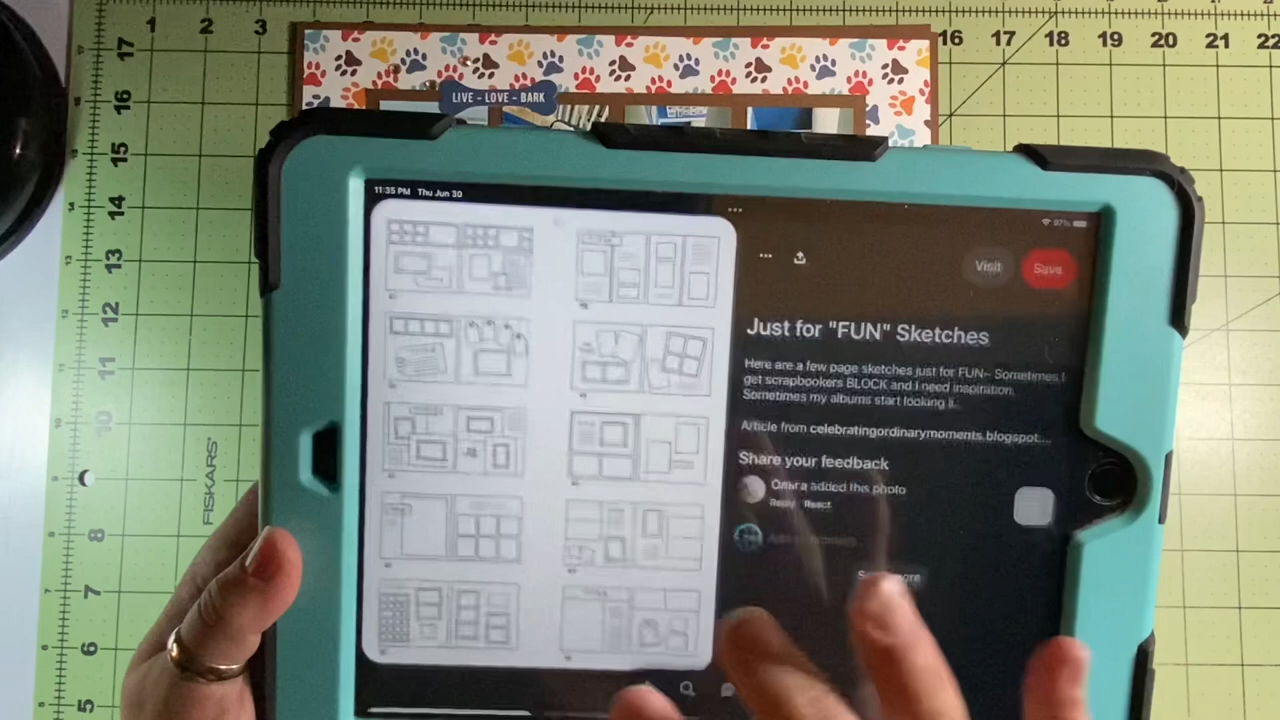 1 2 3 16 17 18 19 20 21 22
17
16
15
14
13
12
11
10
9
8
7
6
5
FISKARS
LIVE - LOVE - BARK
11:35 PM Thu Jun 30
97%
Visit
Save
Just for "FUN" Sketches
Here are a few page sketches just for FUN~ Sometimes I
get scrapbookers BLOCK and I need inspiration.
Sometimes my albums start looking li..
Article from celebratingordinarymoments.blogspot....
Share your feedback
Ольга added this photo
Reply React